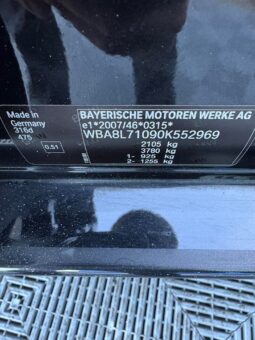 Made in
Germany
316d
475
0.51
BAYERISCHE MOTOREN WERKE AG
e1*2007/46*0315*
WBA8L71090K552969
2105 kg
3780 kg
1- 925 kg
2- 1255 kg